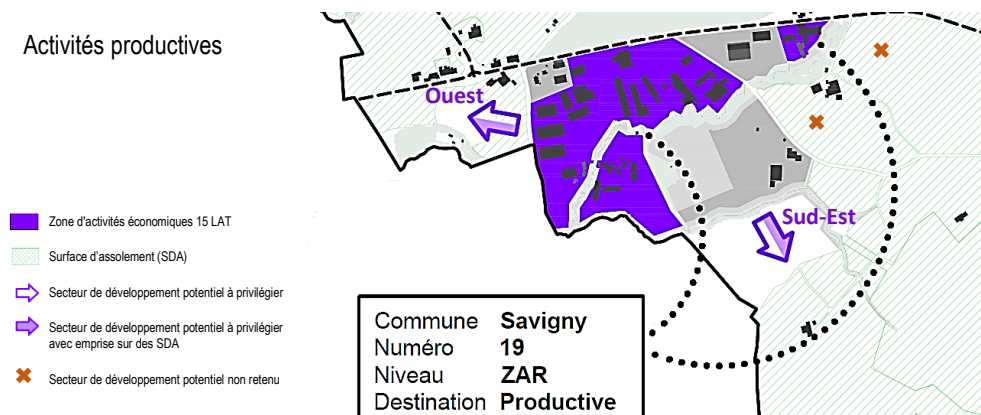 Activités productives
Ouest
Sud-Est
Zone d'activités économiques 15 LAT
Surface d'assolement (SDA)
Secteur de développement potentiel à privilégier
Secteur de développement potentiel à privilégier
avec emprise sur des SDA
Secteur de développement potentiel non retenu
Commune Savigny
Numéro 19
Niveau ZAR
Destination Productive